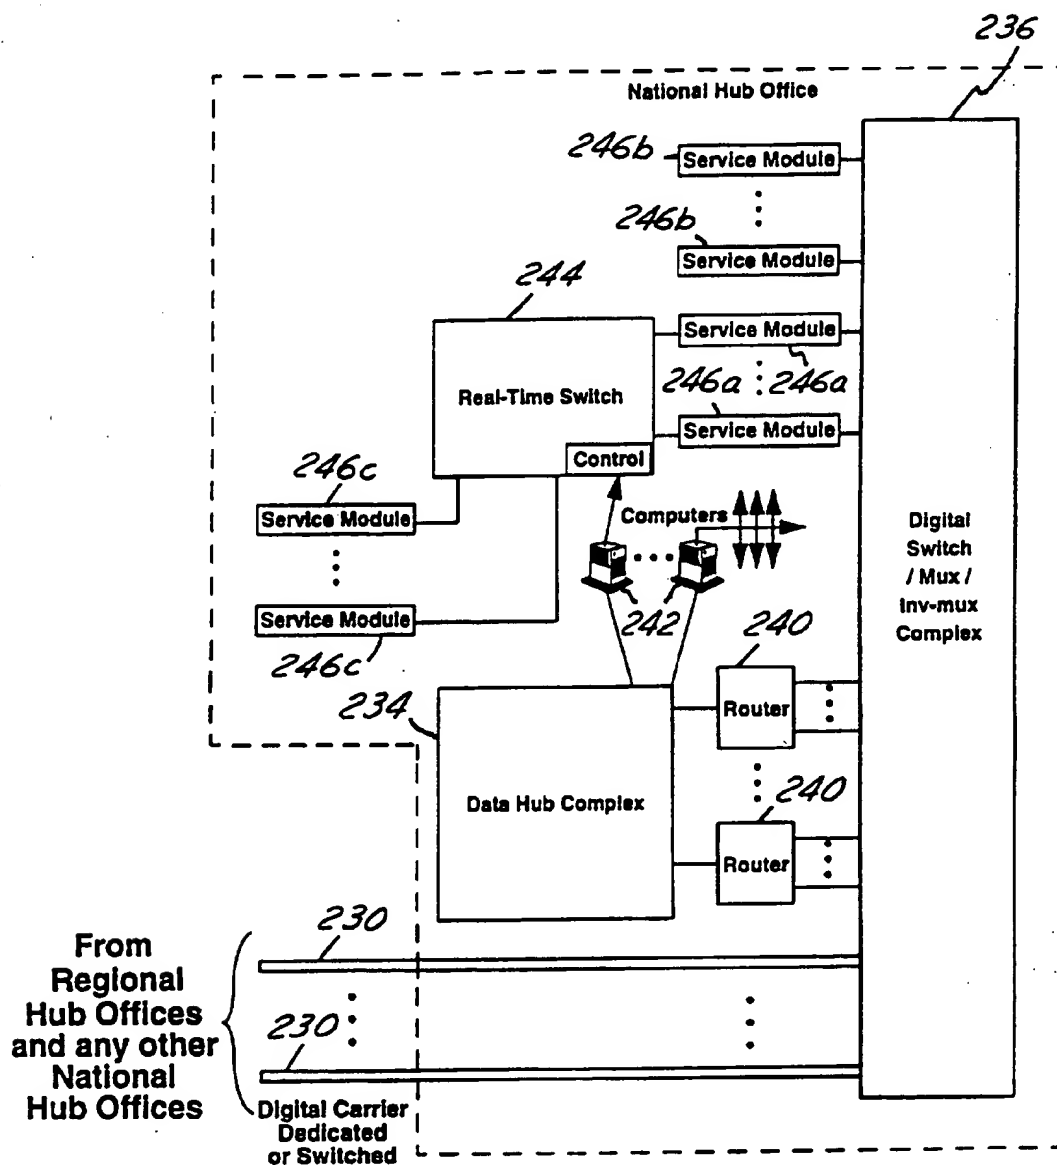 236
National Hub Office
246b
Service Module
246b
Service Module
244
Service Module
246a
246a
Real-Time Switch
Service Module
Control
246c
Service Module
Computers
Digital
Switch
/ Mux /
Inv-mux
Complex
Service Module
246c
242
240
234
Router
Data Hub Complex
240
Router
230
From
Regional
Hub Offices
and any other
National
Hub Offices
230
Digital Carrier
Dedicated
or Switched